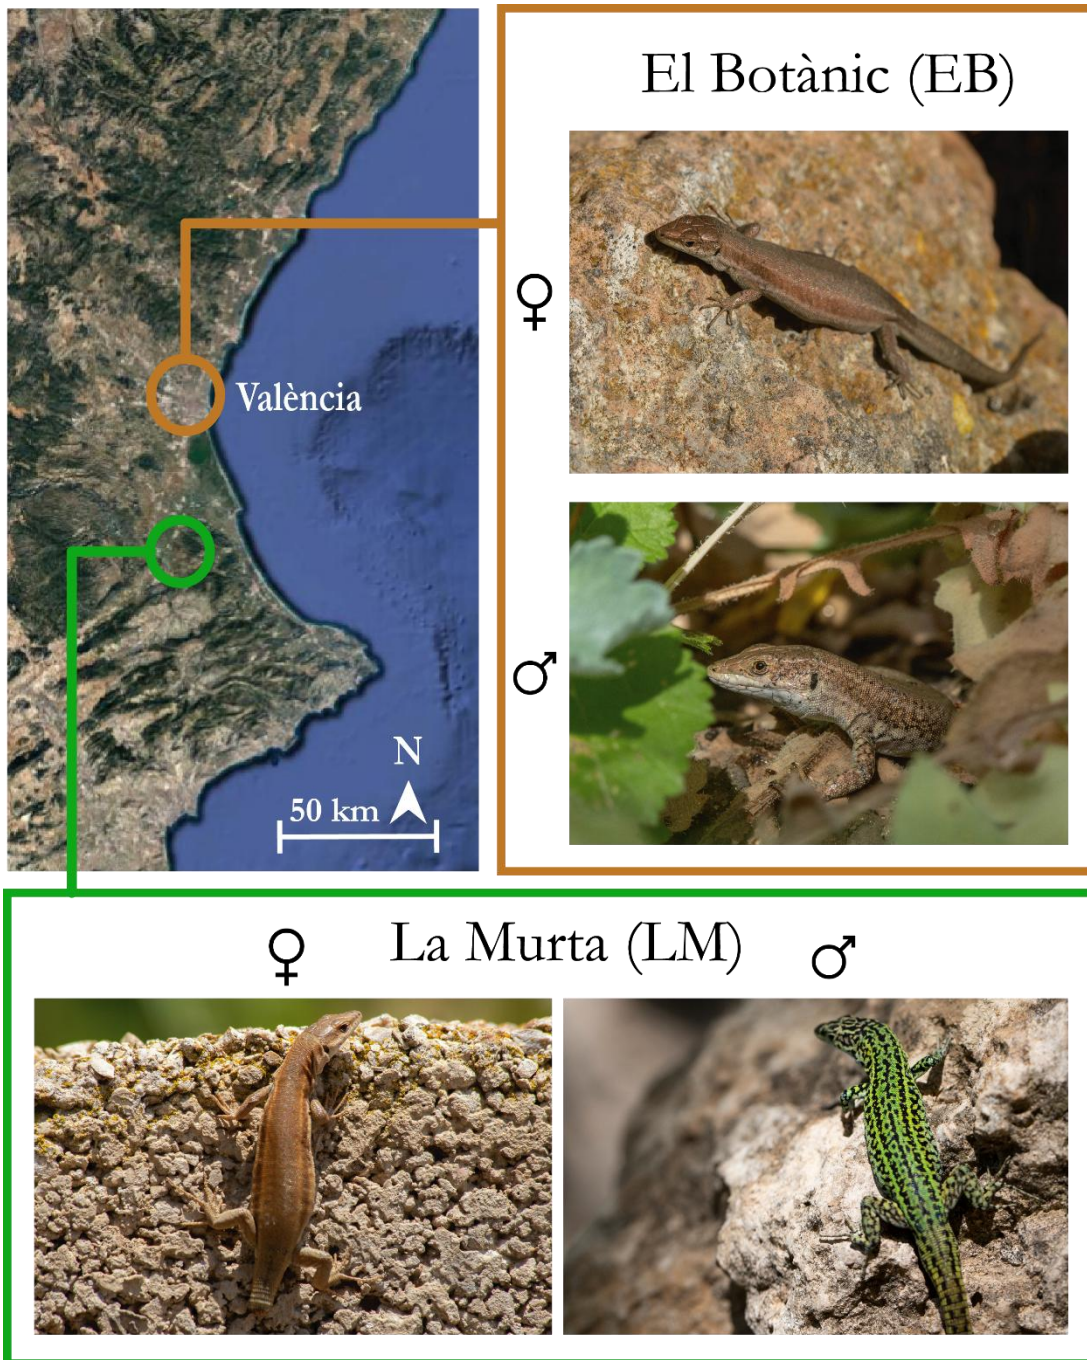 El Botànic (EB)
València
♀
♂
N
50 km
♀ La Murta (LM) ♂